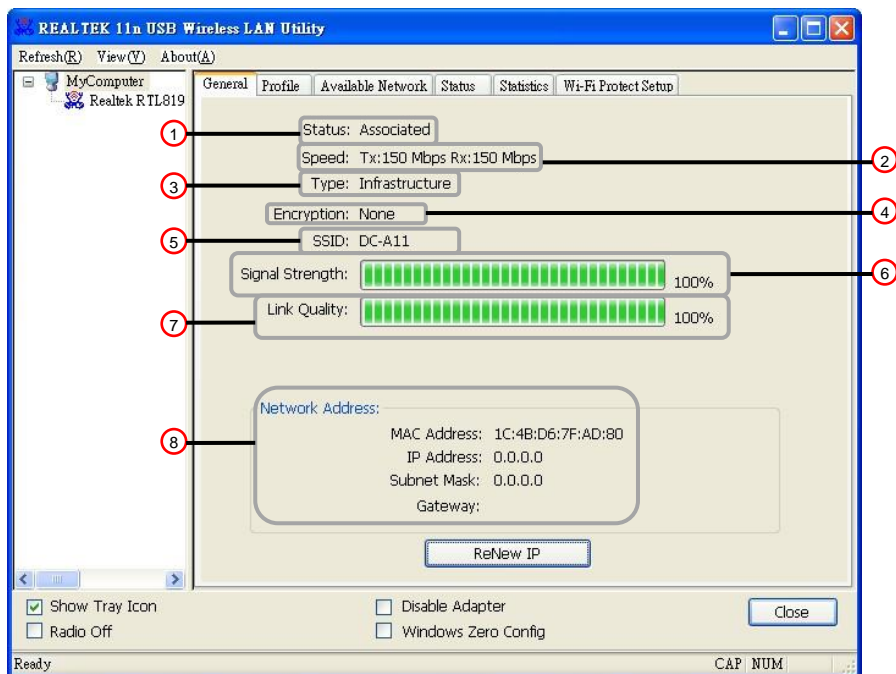 REALTEK 11n USB Wireless LAN Utility
Refresh(R) View(V) About(A)
MyComputer
Realtek RTL819
General Profile Available Network Status Statistics Wi-Fi Protect Setup
1 Status: Associated
Speed: Tx:150 Mbps Rx:150 Mbps 2
3 Type: Infrastructure
Encryption: None 4
5 SSID: DC-A11
Signal Strength: 100% 6
7 Link Quality: 100%
Network Address:
8 MAC Address: 1C:4B:D6:7F:AD:80
IP Address: 0.0.0.0
Subnet Mask: 0.0.0.0
Gateway:
ReNew IP
Show Tray Icon Disable Adapter Close
Radio Off Windows Zero Config
Ready CAP NUM